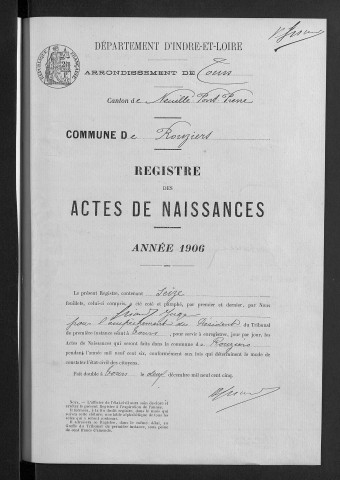 DÉPARTEMENT D'INDRE-ET-LOIRE
ARRONDISSEMENT DE Tours
Canton de Neuillé Pont Pierre
COMMUNE De Rouziers
REGISTRE
DES
ACTES DE NAISSANCES
ANNÉE 1906
Le présent Registre, contenant Seize
feuillets, celui-ci compris, a été coté et paraphé, par premier et dernier, par Nous
Juge
pour l'empêchement du Président du Tribunal
de première instance séant à Tours, pour servir à enregistrer, jour par jour, les
Actes de Naissances qui seront faits dans la commune de Rouziers
pendant l'année mil neuf cent six, conformément aux lois qui déterminent le mode de
constater l'état civil des citoyens.
Fait double à Tours, le deux décembre mil neuf cent cinq.